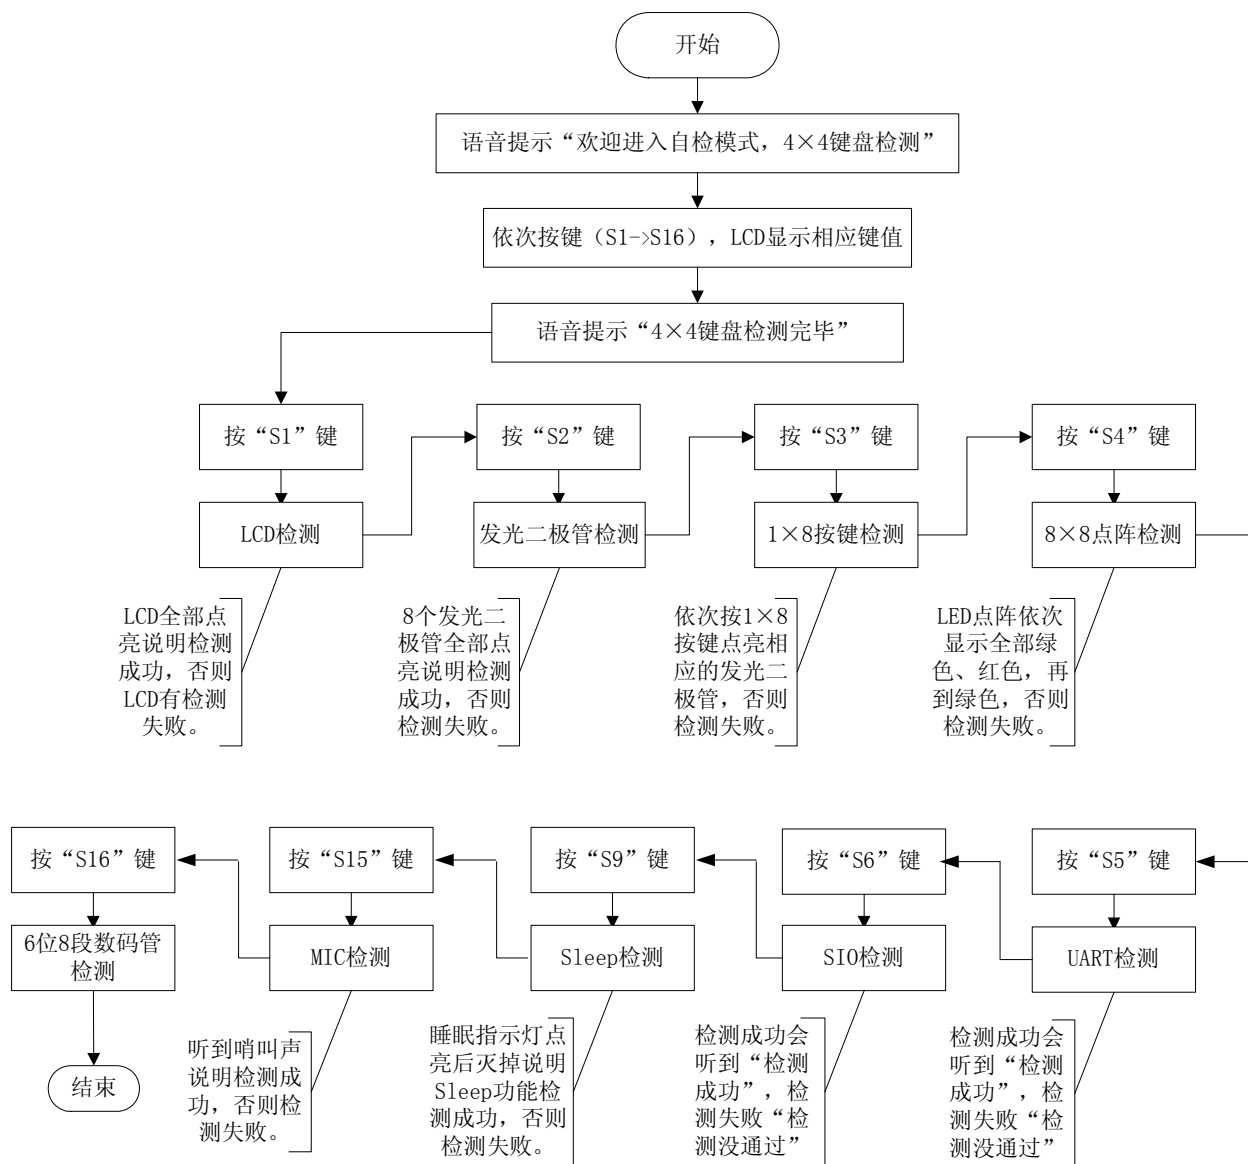 开始
语音提示“欢迎进入自检模式，4×4键盘检测”
依次按键（S1->S16），LCD显示相应键值
语音提示“4×4键盘检测完毕”
按“S1”键
按“S2”键
按“S3”键
按“S4”键
LCD检测
发光二极管检测
1×8按键检测
8×8点阵检测
LCD全部点
亮说明检测
成功，否则
LCD有检测
失败。
8个发光二
极管全部点
亮说明检测
成功，否则
检测失败。
依次按1×8
按键点亮相
应的发光二
极管，否则
检测失败。
LED点阵依次
显示全部绿
色、红色，再
到绿色，否则
检测失败。
按“S16”键
按“S15”键
按“S9”键
按“S6”键
按“S5”键
6位8段数码管
检测
MIC检测
Sleep检测
SIO检测
UART检测
结束
听到哨叫声
说明检测成
功，否则检
测失败。
睡眠指示灯点
亮后灭掉说明
Sleep功能检
测成功，否则
检测失败。
检测成功会
听到“检测
成功”，检
测失败“检
测没通过”
检测成功会
听到“检测
成功”，检
测失败“检
测没通过”